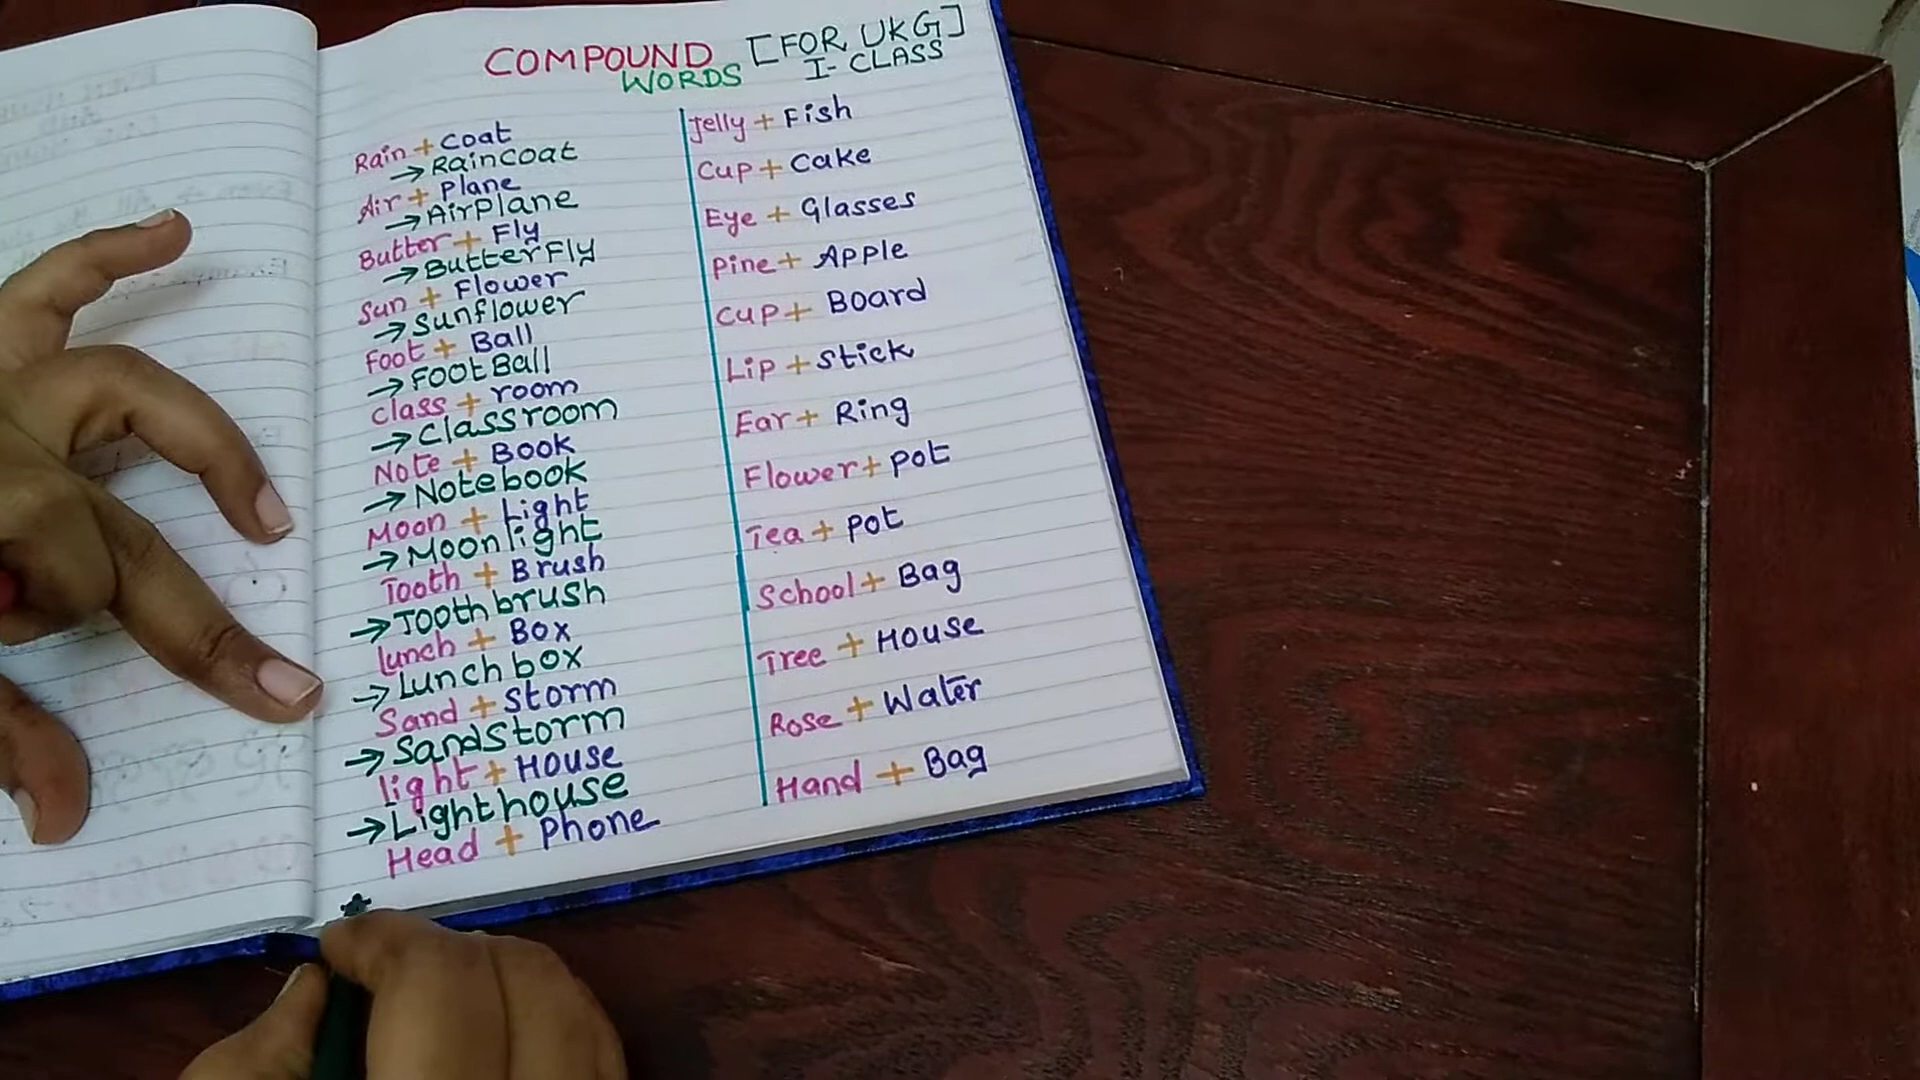 COMPOUND WORDS [FOR UKG]
I- CLASS
Rain + Coat
→ Raincoat
Air + Plane
→ AirPlane
Butter + Fly
→ ButterFly
Sun + Flower
→ Sunflower
Foot + Ball
→ FootBall
Class + room
→ Classroom
Note + Book
→ Notebook
Moon + Light
→ Moonlight
Tooth + Brush
→ Toothbrush
lunch + Box
→ Lunchbox
Sand + Storm
→ Sandstorm
light + House
→ Lighthouse
Head + Phone
Jelly + Fish
Cup + Cake
Eye + Glasses
Pine + Apple
Cup + Board
Lip + Stick
Ear + Ring
Flower + Pot
Tea + Pot
School + Bag
Tree + House
Rose + Water
Hand + Bag